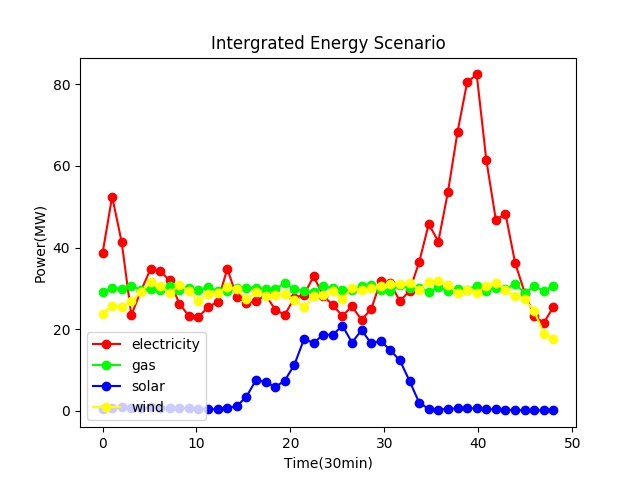 Intergrated Energy Scenario
Power(MW)
80
60
40
20
0
electricity
gas
solar
wind
0 10 20 30 40 50
Time(30min)